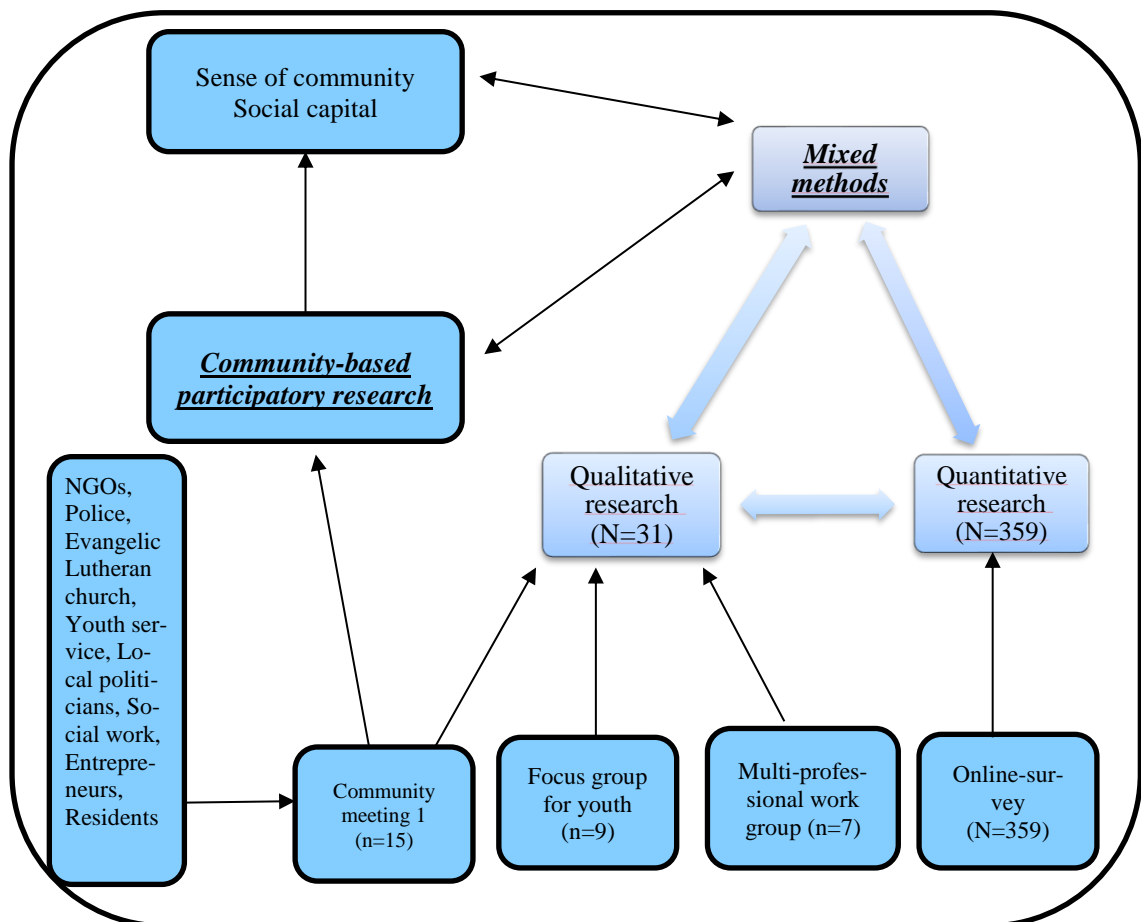 Sense of community
Social capital
Mixed
methods
Community-based
participatory research
NGOs,
Police,
Evangelic
Lutheran
church,
Youth ser-
vice, Lo-
cal politi-
cians, So-
cial work,
Entrepre-
neurs,
Residents
Qualitative
research
(N=31)
Quantitative
research
(N=359)
Community
meeting 1
(n=15)
Focus group
for youth
(n=9)
Multi-profes-
sional work
group (n=7)
Online-sur-
vey
(N=359)